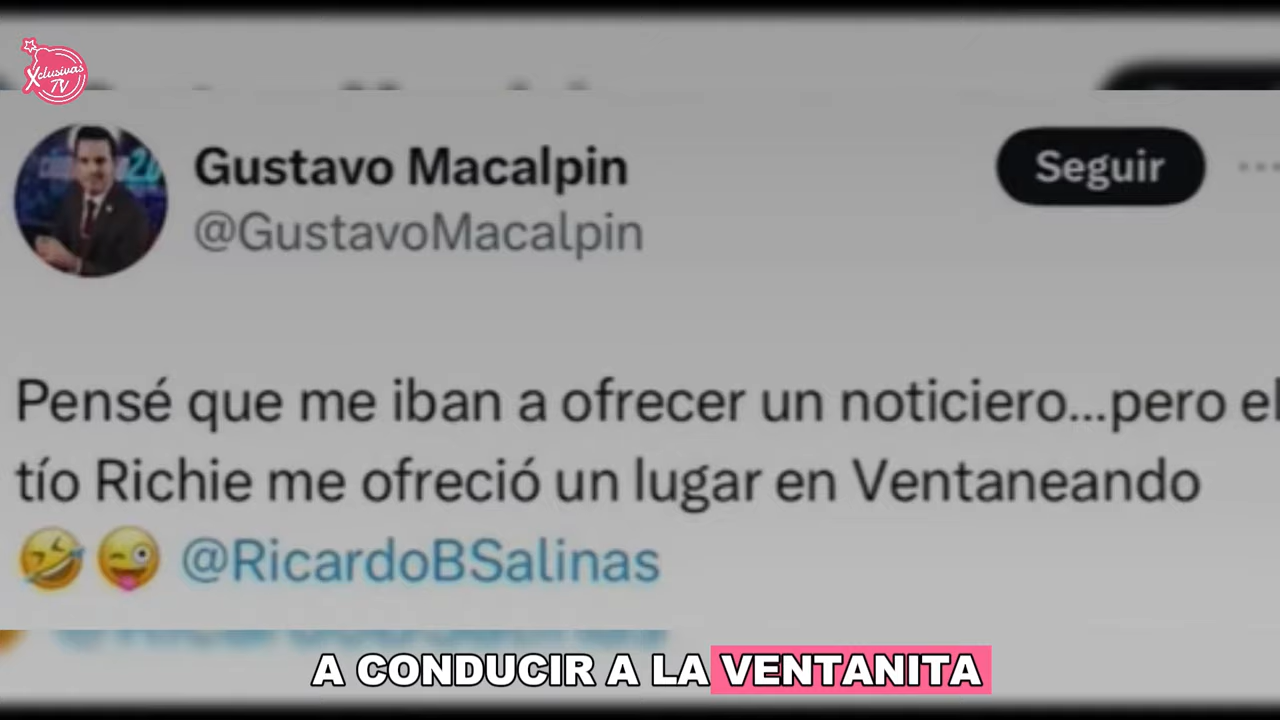 Xclusivas
TV
Gustavo Macalpin
@GustavoMacalpin
Seguir
Pensé que me iban a ofrecer un noticiero...pero el
tío Richie me ofreció un lugar en Ventaneando
🤣 😜 @RicardoBSalinas
A CONDUCIR A LA VENTANITA